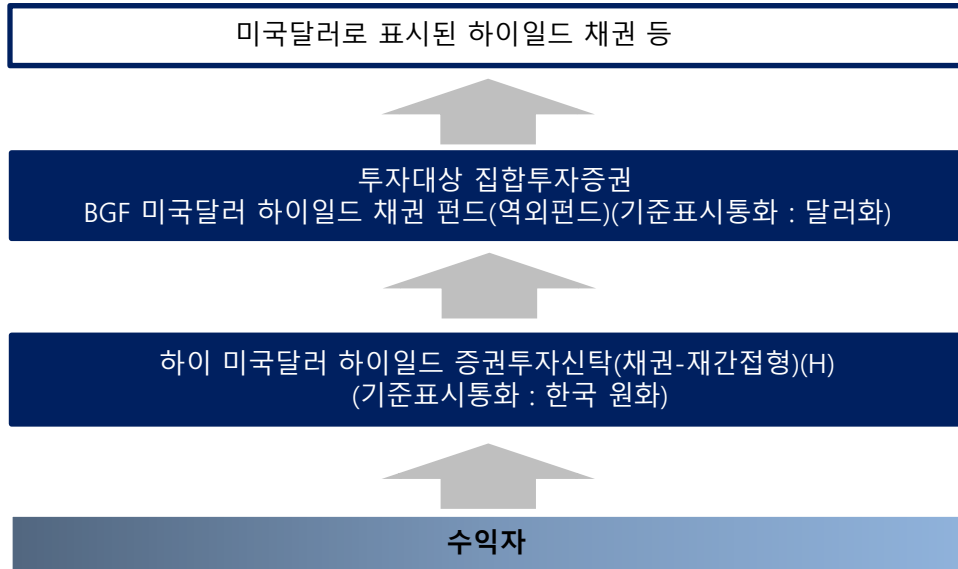 미국달러로 표시된 하이일드 채권 등
투자대상 집합투자증권
BGF 미국달러 하이일드 채권 펀드(역외펀드)(기준표시통화 : 달러화)
하이 미국달러 하이일드 증권투자신탁(채권-재간접형)(H)
(기준표시통화 : 한국 원화)
수익자